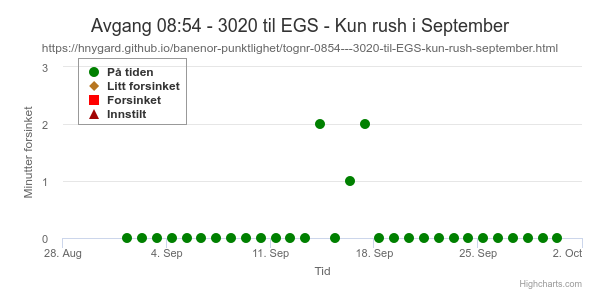 Avgang 08:54 - 3020 til EGS - Kun rush i September
https://hnygard.github.io/banenor-punktlighet/tognr-0854---3020-til-EGS-kun-rush-september.html
Minutter forsinket
3
2
1
0
På tiden
Litt forsinket
Forsinket
Innstilt
28. Aug
4. Sep
11. Sep
18. Sep
25. Sep
2. Oct
Tid
Highcharts.com